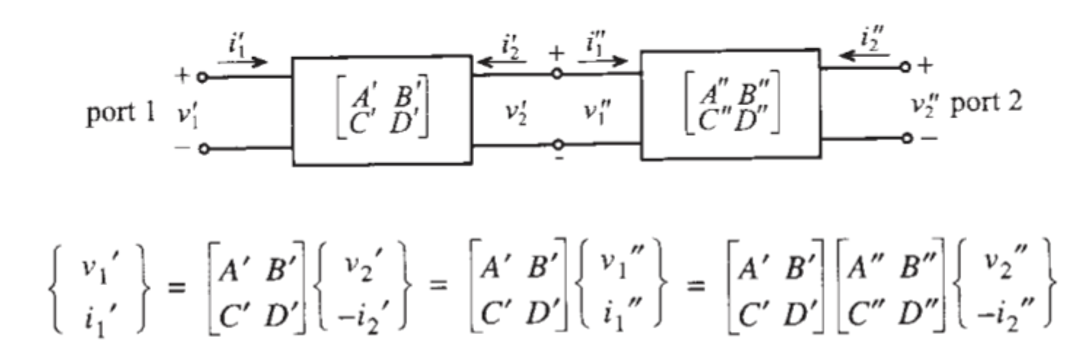 i₁′ i₂′ + i₁″ i₂″
+ [A′ B′ C′ D′] [A″ B″ C″ D″] +
port 1 v₁′ v₂′ v₁″ v₂″ port 2
− - −
{v₁′ i₁′} = [A′ B′ C′ D′] {v₂′ −i₂′} = [A′ B′ C′ D′] {v₁″ i₁″} = [A′ B′ C′ D′] [A″ B″ C″ D″] {v₂″ −i₂″}